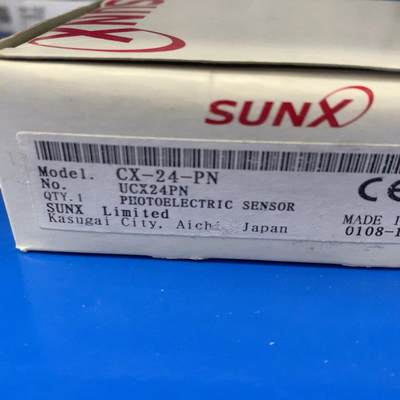 SUNX
SUNX
Model. CX-24-PN
No. UCX24PN
QTY.1 PHOTOELECTRIC SENSOR
CE
SUNX Limited
MADE I
Kasugai City, Aichi, Japan
0108-